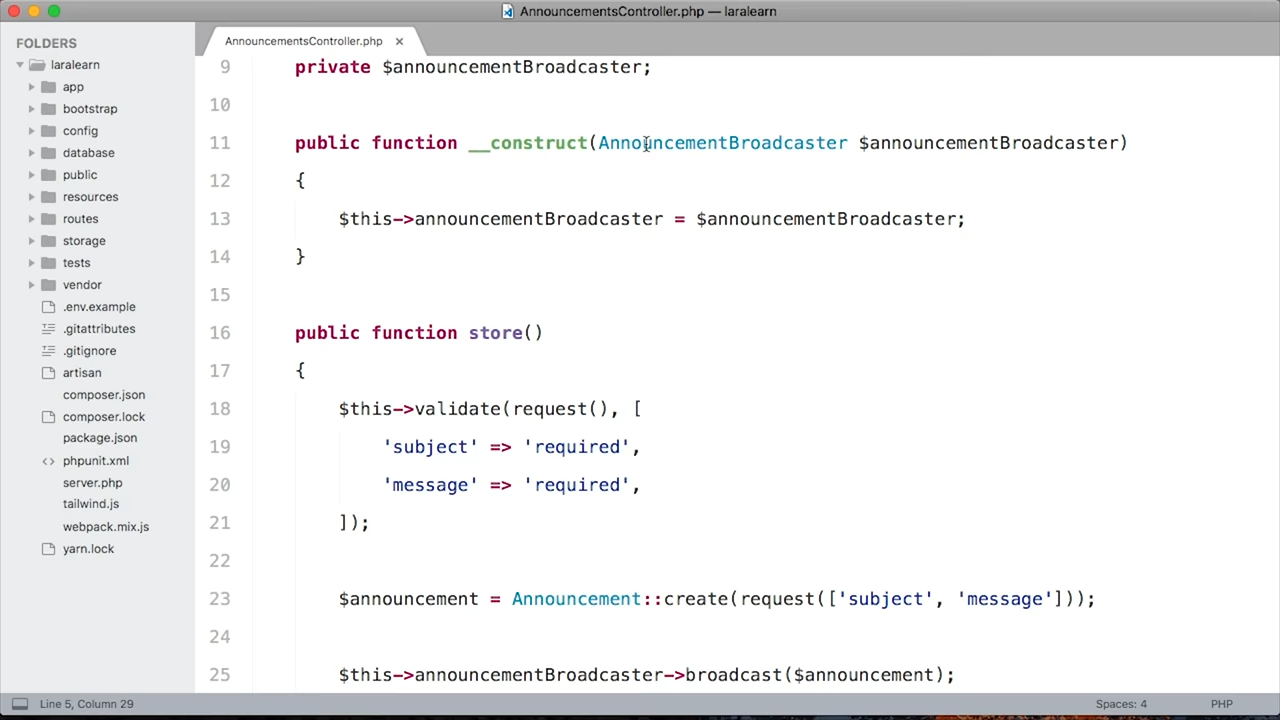 AnnouncementsController.php — laralearn
FOLDERS
laralearn
app
bootstrap
config
database
public
resources
routes
storage
tests
vendor
.env.example
.gitattributes
.gitignore
artisan
composer.json
composer.lock
package.json
<> phpunit.xml
server.php
tailwind.js
webpack.mix.js
yarn.lock
AnnouncementsController.php ×
9 private $announcementBroadcaster;
10
11 public function __construct(AnnouncementBroadcaster $announcementBroadcaster)
12 {
13 $this->announcementBroadcaster = $announcementBroadcaster;
14 }
15
16 public function store()
17 {
18 $this->validate(request(), [
19 'subject' => 'required',
20 'message' => 'required',
21 ]);
22
23 $announcement = Announcement::create(request(['subject', 'message']));
24
25 $this->announcementBroadcaster->broadcast($announcement);
Line 5, Column 29
Spaces: 4
PHP